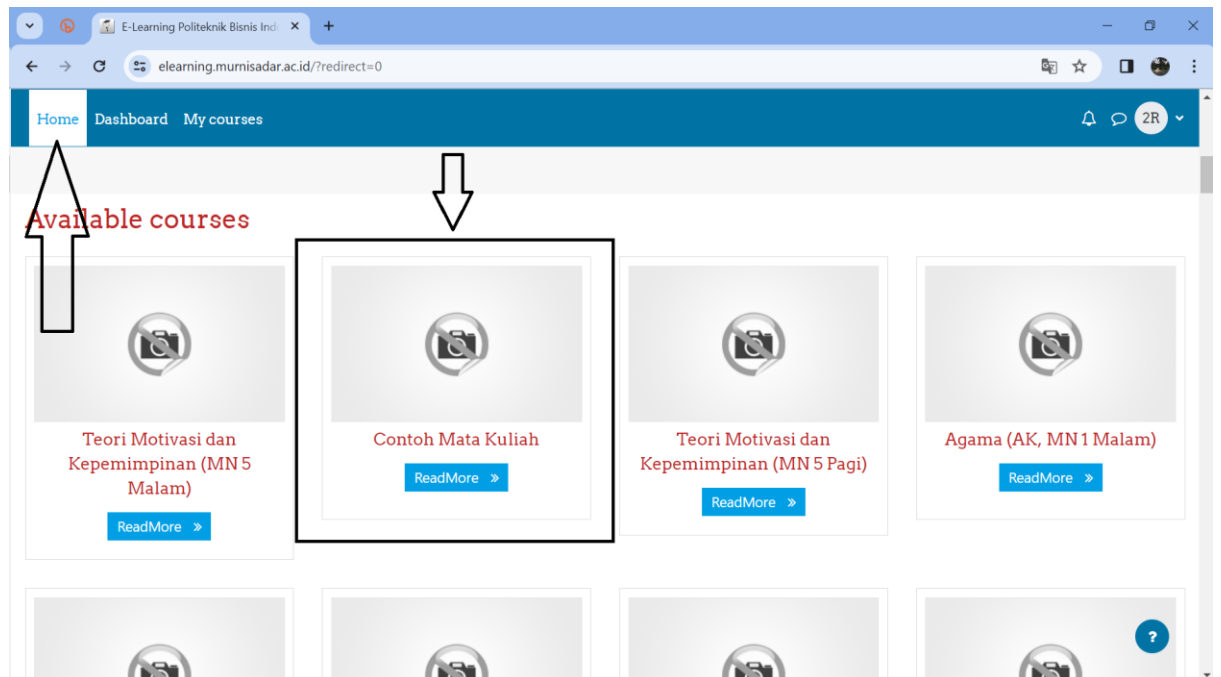 E-Learning Politeknik Bisnis Ind
elearning.murnisadar.ac.id/?redirect=0
Home Dashboard My courses
2R
Available courses
Teori Motivasi dan
Kepemimpinan (MN 5
Malam)
ReadMore »
Contoh Mata Kuliah
ReadMore »
Teori Motivasi dan
Kepemimpinan (MN 5 Pagi)
ReadMore »
Agama (AK, MN 1 Malam)
ReadMore »
?